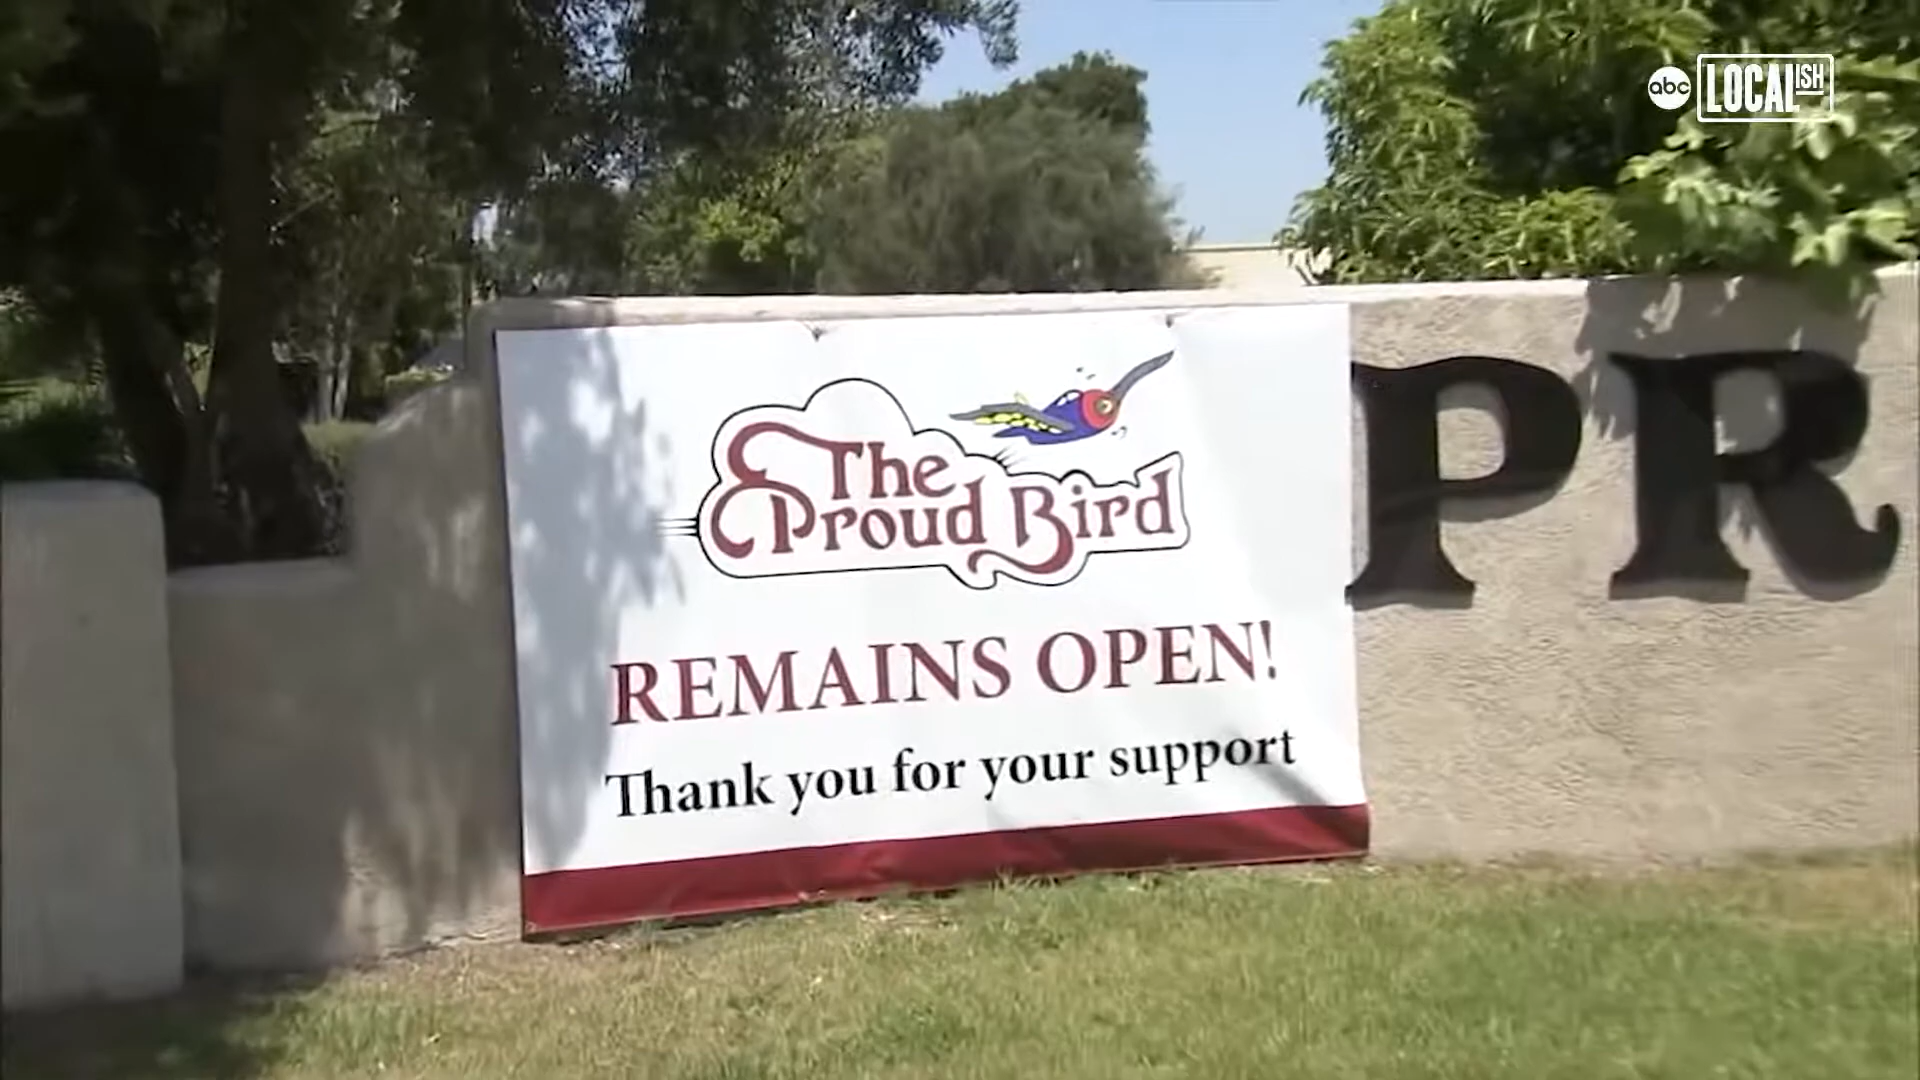 abc LOCALISH
The
Proud Bird
REMAINS OPEN!
Thank you for your support
PR